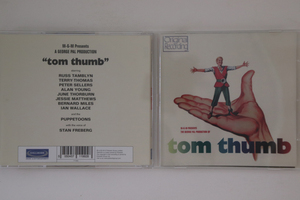 M-G-M Presents
A GEORGE PAL PRODUCTION
"tom thumb"
RUSS TAMBLYN
TERRY THOMAS
PETER SELLERS
ALAN YOUNG
JUNE THORBURN
JESSIE MATTHEWS
BERNARD MILES
IAN WALLACE
PUPPETOONS
STAN FREBERG
Original
Recording
tom thumb